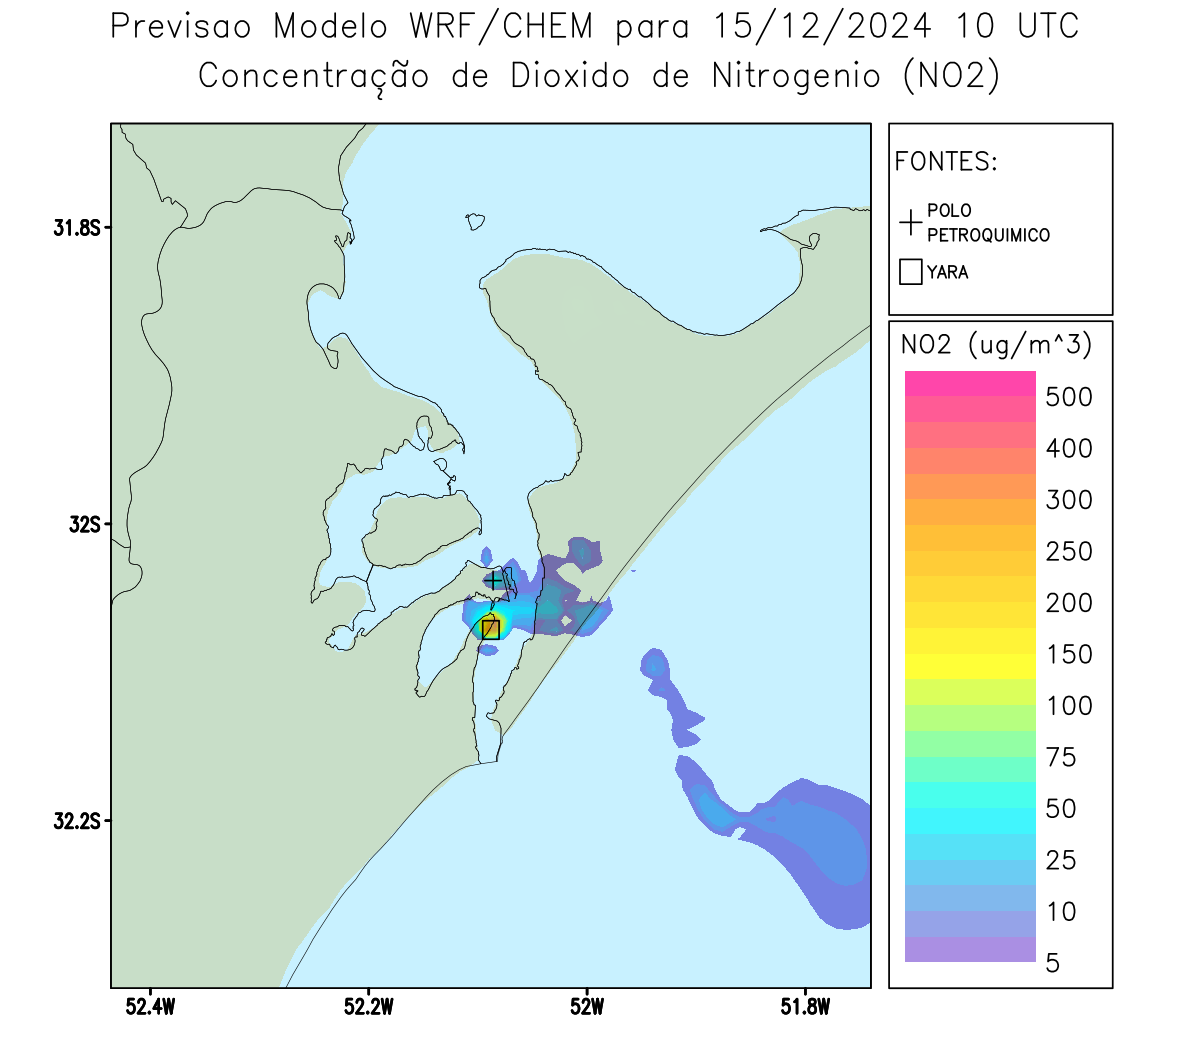 Previsao Modelo WRF/CHEM para 15/12/2024 10 UTC
Concentração de Dioxido de Nitrogenio (NO2)
FONTES:
POLO
PETROQUIMICO
YARA
NO2 (ug/m^3)
500
400
300
250
200
150
100
75
50
25
10
5
31.8S
32S
32.2S
52.4W
52.2W
52W
51.8W